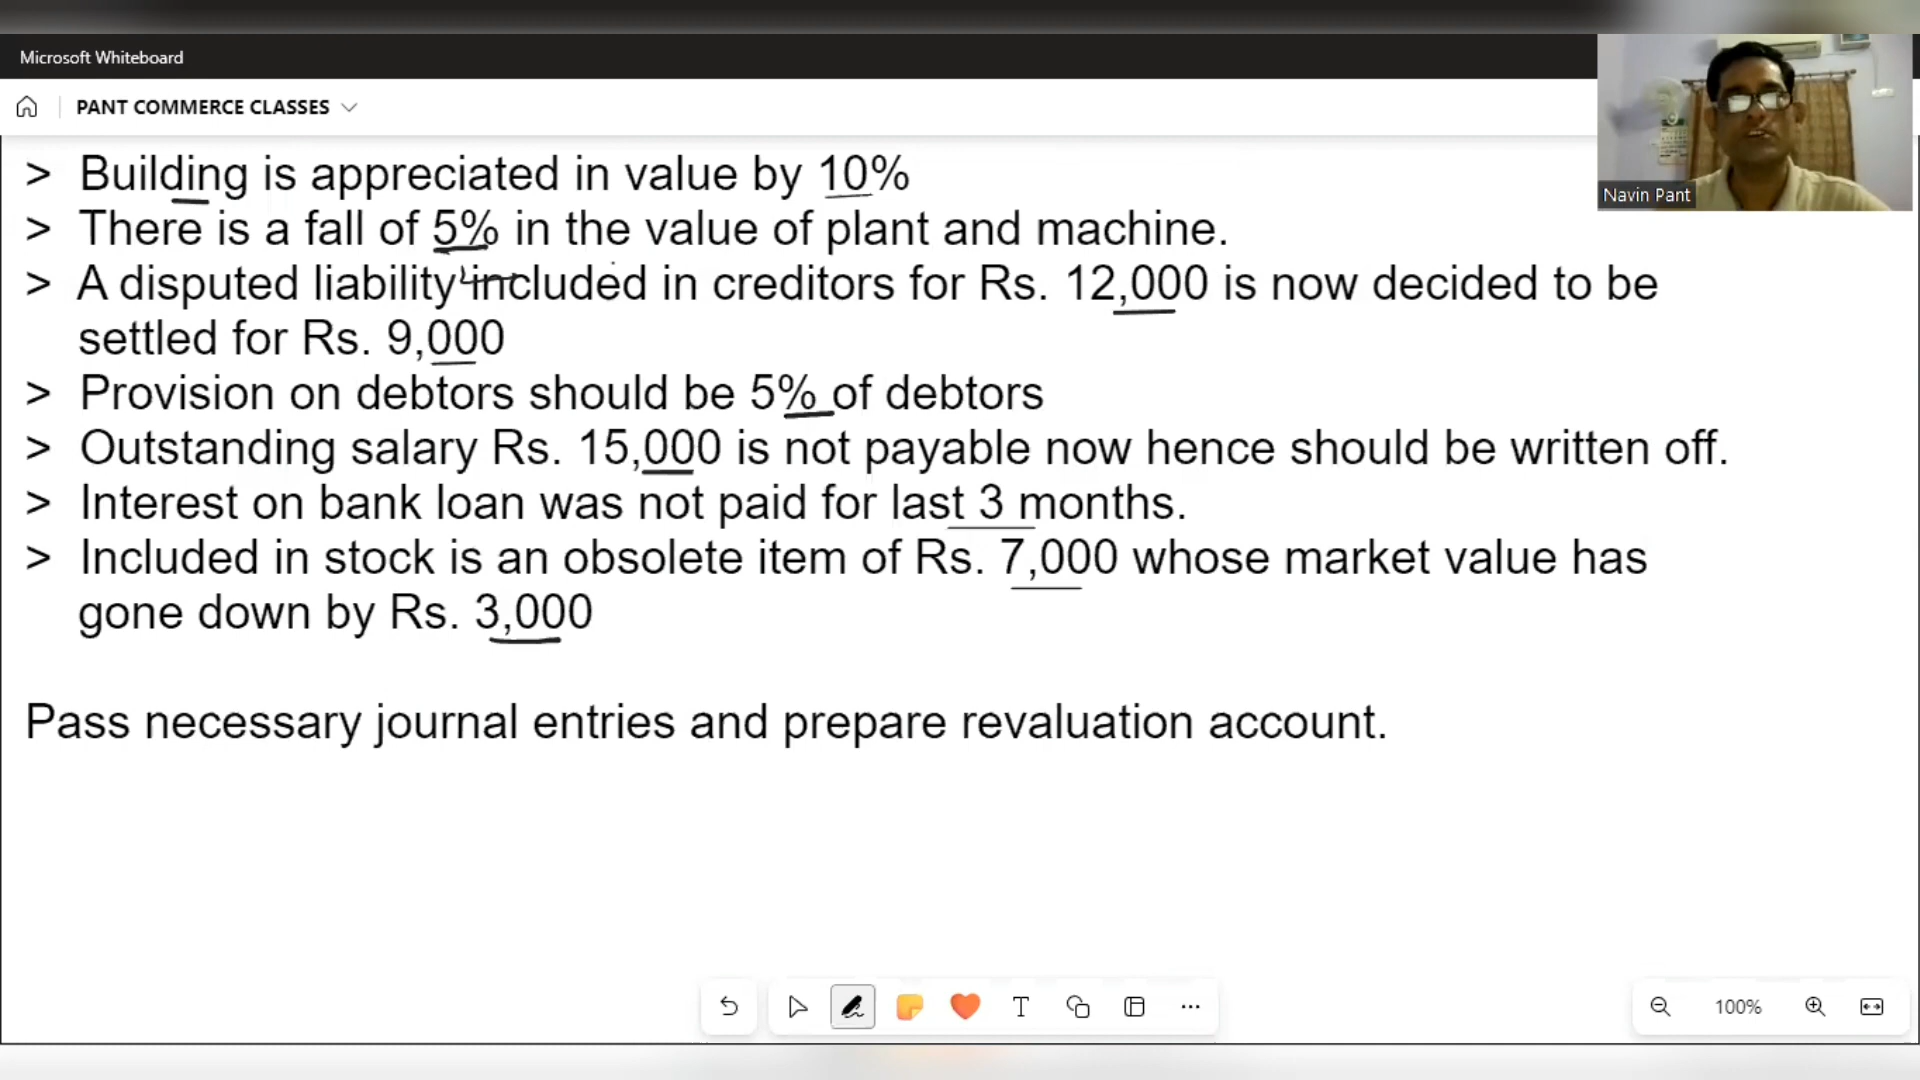 Microsoft Whiteboard
PANT COMMERCE CLASSES
Navin Pant
> Building is appreciated in value by 10%
> There is a fall of 5% in the value of plant and machine.
> A disputed liability included in creditors for Rs. 12,000 is now decided to be
settled for Rs. 9,000
> Provision on debtors should be 5% of debtors
> Outstanding salary Rs. 15,000 is not payable now hence should be written off.
> Interest on bank loan was not paid for last 3 months.
> Included in stock is an obsolete item of Rs. 7,000 whose market value has
gone down by Rs. 3,000
Pass necessary journal entries and prepare revaluation account.
100%